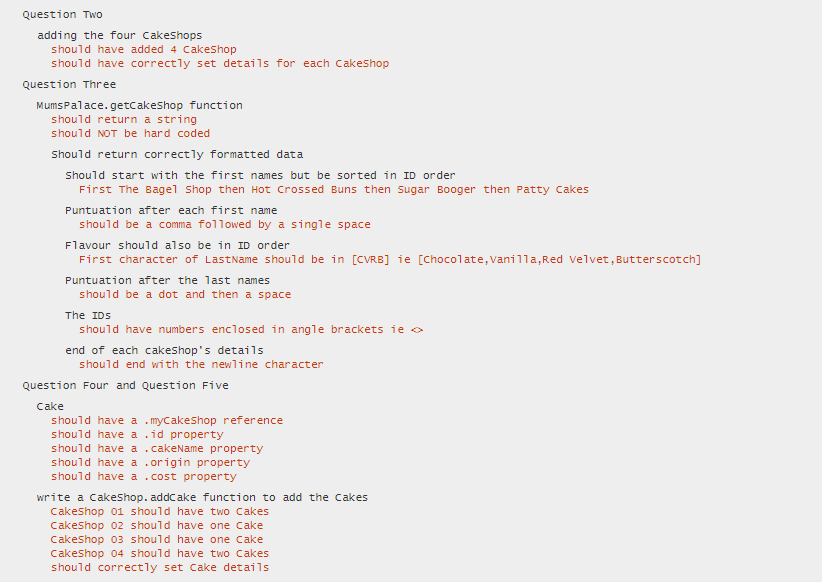 Question Two
adding the four CakeShops
should have added 4 CakeShop
should have correctly set details for each CakeShop
Question Three
MumsPalace.getCakeShop function
should return a string
should NOT be hard coded
Should return correctly formatted data
Should start with the first names but be sorted in ID order
First The Bagel Shop then Hot Crossed Buns then Sugar Booger then Patty Cakes
Puntuation after each first name
should be a comma followed by a single space
Flavour should also be in ID order
First character of LastName should be in [CVRB] ie [Chocolate,Vanilla,Red Velvet,Butterscotch]
Puntuation after the last names
should be a dot and then a space
The IDs
should have numbers enclosed in angle brackets ie <>
end of each cakeShop's details
should end with the newline character
Question Four and Question Five
Cake
should have a .myCakeShop reference
should have a .id property
should have a .cakeName property
should have a .origin property
should have a .cost property
write a CakeShop.addCake function to add the Cakes
CakeShop 01 should have two Cakes
CakeShop 02 should have one Cake
CakeShop 03 should have one Cake
CakeShop 04 should have two Cakes
should correctly set Cake details